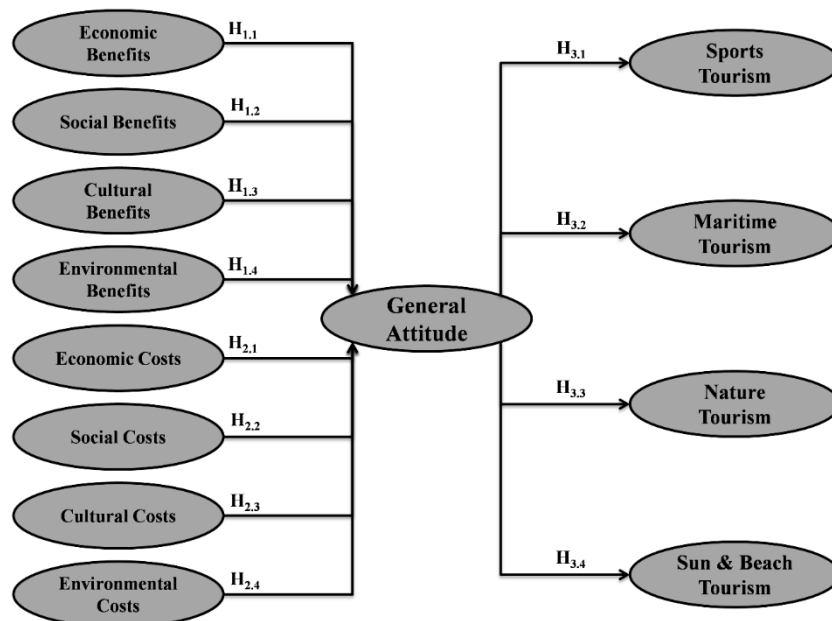 Economic
Benefits
H1.1
Social Benefits
H1.2
Cultural
Benefits
H1.3
Environmental
Benefits
H1.4
Economic Costs
H2.1
Social Costs
H2.2
Cultural Costs
H2.3
Environmental
Costs
H2.4
General
Attitude
H3.1
Sports
Tourism
H3.2
Maritime
Tourism
H3.3
Nature
Tourism
H3.4
Sun & Beach
Tourism